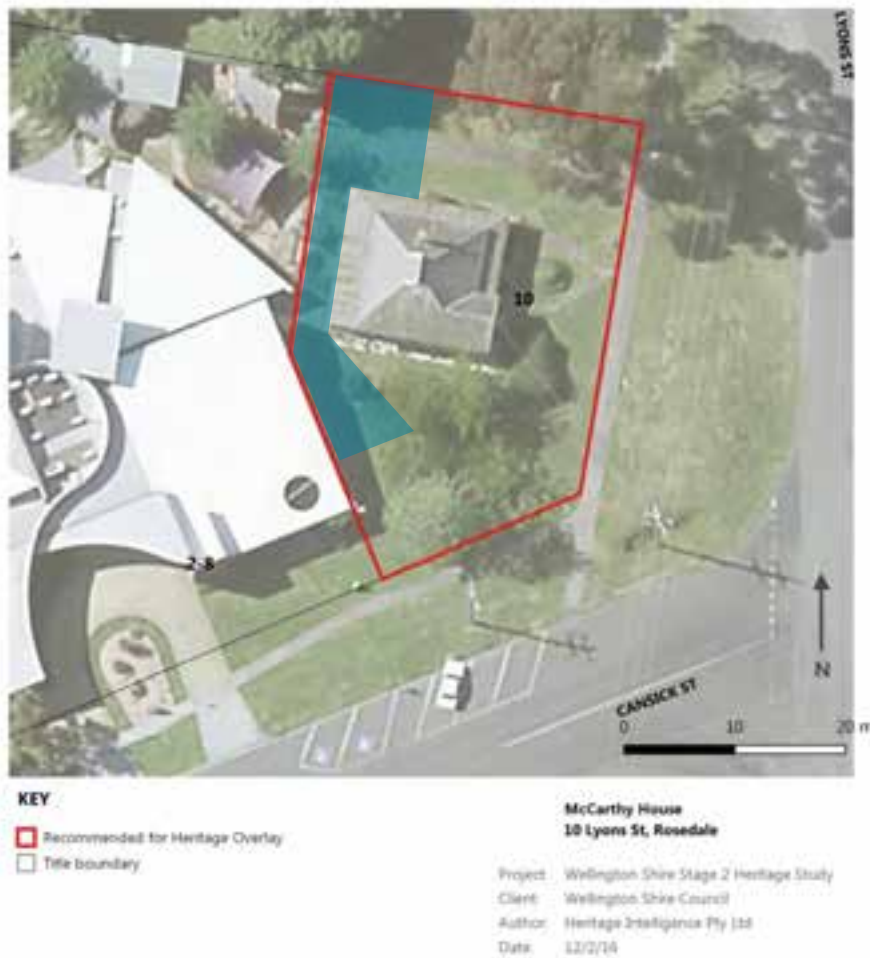 LYONS ST
10
2-8
N
CANSICK ST
0 10 20 m
KEY
Recommended for Heritage Overlay
Title boundary
McCarthy House
10 Lyons St, Rosedale
Project Wellington Shire Stage 2 Heritage Study
Client Wellington Shire Council
Author Heritage Intelligence Pty Ltd
Date 12/2/16